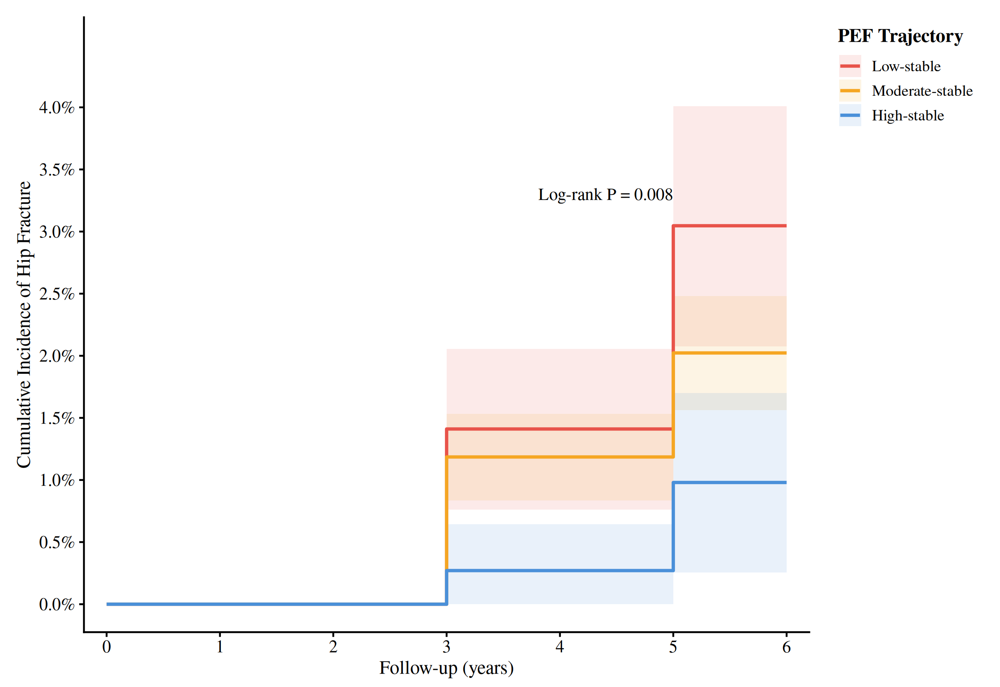 PEF Trajectory
Low-stable
Moderate-stable
High-stable
Cumulative Incidence of Hip Fracture
4.0%
3.5%
3.0%
2.5%
2.0%
1.5%
1.0%
0.5%
0.0%
Log-rank P = 0.008
0 1 2 3 4 5 6
Follow-up (years)